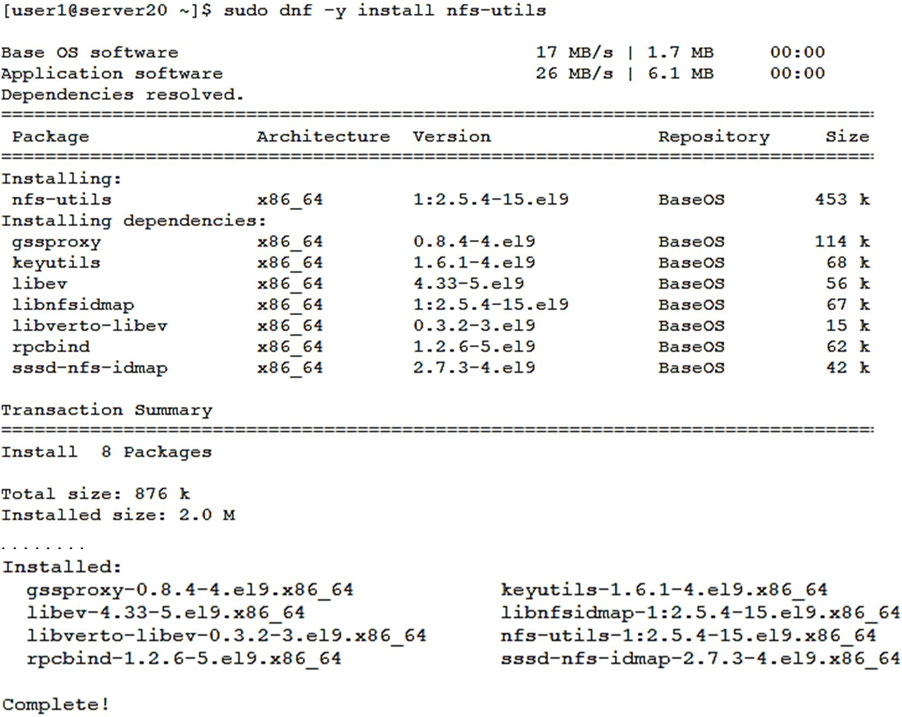 [user1@server20 ~]$ sudo dnf -y install nfs-utils
Base OS software 17 MB/s | 1.7 MB 00:00
Application software 26 MB/s | 6.1 MB 00:00
Dependencies resolved.
================================================================================
Package Architecture Version Repository Size
================================================================================
Installing:
nfs-utils x86_64 1:2.5.4-15.el9 BaseOS 453 k
Installing dependencies:
gssproxy x86_64 0.8.4-4.el9 BaseOS 114 k
keyutils x86_64 1.6.1-4.el9 BaseOS 68 k
libev x86_64 4.33-5.el9 BaseOS 56 k
libnfsidmap x86_64 1:2.5.4-15.el9 BaseOS 67 k
libverto-libev x86_64 0.3.2-3.el9 BaseOS 15 k
rpcbind x86_64 1.2.6-5.el9 BaseOS 62 k
sssd-nfs-idmap x86_64 2.7.3-4.el9 BaseOS 42 k
Transaction Summary
================================================================================
Install 8 Packages
Total size: 876 k
Installed size: 2.0 M
. . . . . . . .
Installed:
gssproxy-0.8.4-4.el9.x86_64 keyutils-1.6.1-4.el9.x86_64
libev-4.33-5.el9.x86_64 libnfsidmap-1:2.5.4-15.el9.x86_64
libverto-libev-0.3.2-3.el9.x86_64 nfs-utils-1:2.5.4-15.el9.x86_64
rpcbind-1.2.6-5.el9.x86_64 sssd-nfs-idmap-2.7.3-4.el9.x86_64
Complete!